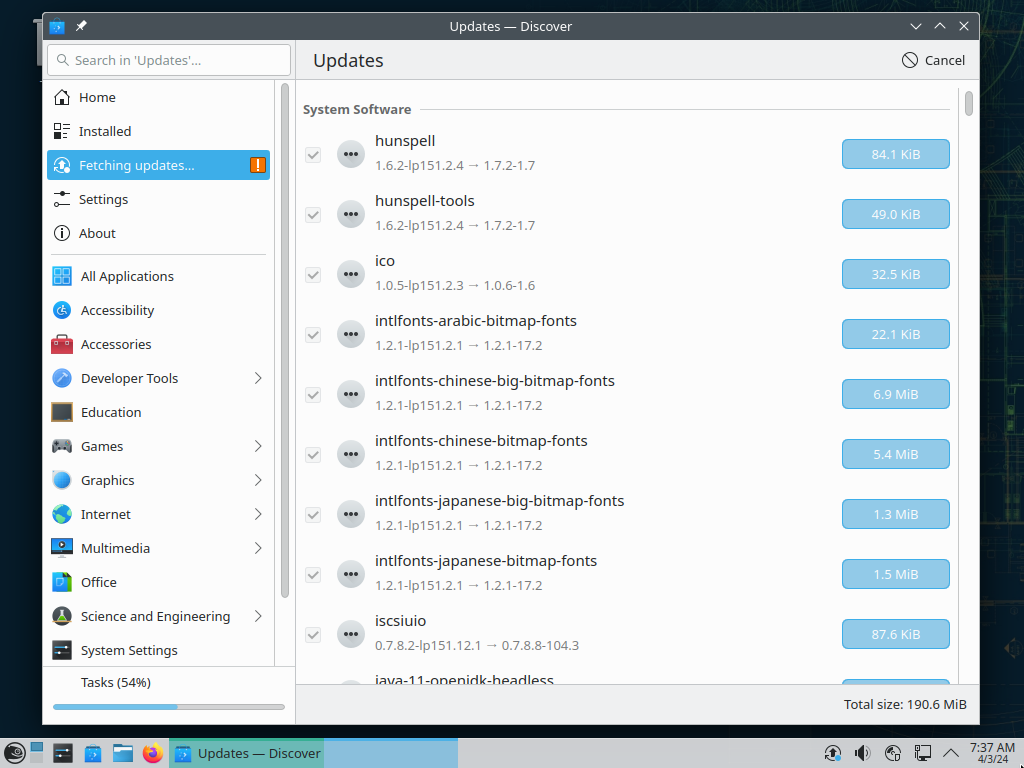 Updates — Discover
Search in 'Updates'...
Updates
Cancel
Home
Installed
Fetching updates...
Settings
About
All Applications
Accessibility
Accessories
Developer Tools
Education
Games
Graphics
Internet
Multimedia
Office
Science and Engineering
System Settings
Tasks (54%)
System Software
hunspell
1.6.2-lp151.2.4 → 1.7.2-1.7
84.1 KiB
hunspell-tools
1.6.2-lp151.2.4 → 1.7.2-1.7
49.0 KiB
ico
1.0.5-lp151.2.3 → 1.0.6-1.6
32.5 KiB
intlfonts-arabic-bitmap-fonts
1.2.1-lp151.2.1 → 1.2.1-17.2
22.1 KiB
intlfonts-chinese-big-bitmap-fonts
1.2.1-lp151.2.1 → 1.2.1-17.2
6.9 MiB
intlfonts-chinese-bitmap-fonts
1.2.1-lp151.2.1 → 1.2.1-17.2
5.4 MiB
intlfonts-japanese-big-bitmap-fonts
1.2.1-lp151.2.1 → 1.2.1-17.2
1.3 MiB
intlfonts-japanese-bitmap-fonts
1.2.1-lp151.2.1 → 1.2.1-17.2
1.5 MiB
iscsiuio
0.7.8.2-lp151.12.1 → 0.7.8.8-104.3
87.6 KiB
java-11-openjdk-headless
Total size: 190.6 MiB
Updates — Discover
7:37 AM
4/3/24